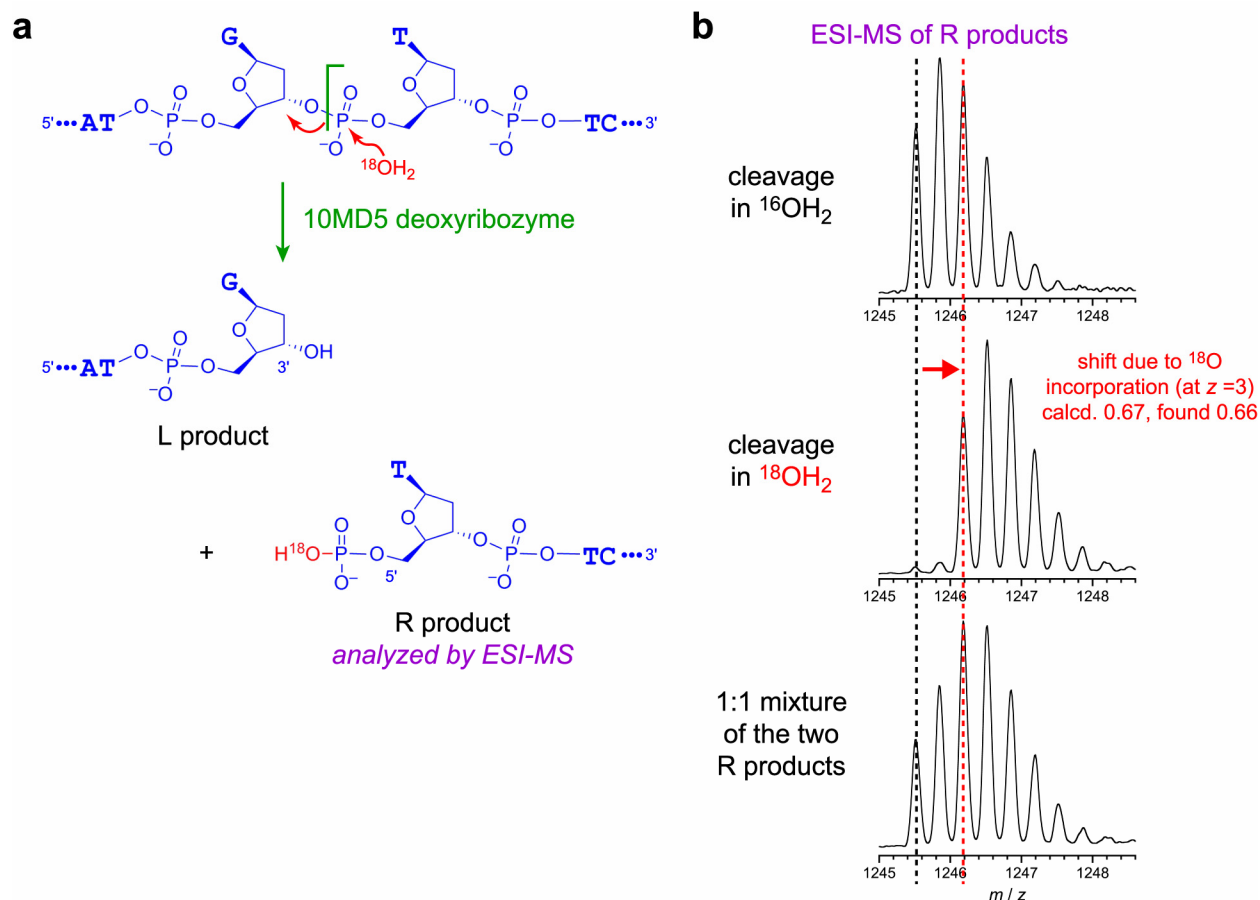 a
G
T
O
O
O
O
5'•••AT
O
P
O
O
P
O
O
P
O
TC•••3'
⁻O
⁻O
⁻O
¹⁸OH₂
10MD5 deoxyribozyme
G
O
O
O
5'•••AT
P
O
3'
OH
⁻O
L product
+
T
O
O
O
O
H¹⁸O
P
O
P
O
TC•••3'
O⁻
5'
⁻O
R product
analyzed by ESI-MS
b
ESI-MS of R products
cleavage
in ¹⁶OH₂
1245 1246 1247 1248
cleavage
in ¹⁸OH₂
shift due to ¹⁸O
incorporation (at z =3)
calcd. 0.67, found 0.66
1245 1246 1247 1248
1:1 mixture
of the two
R products
1245 1246 1247 1248
m / z